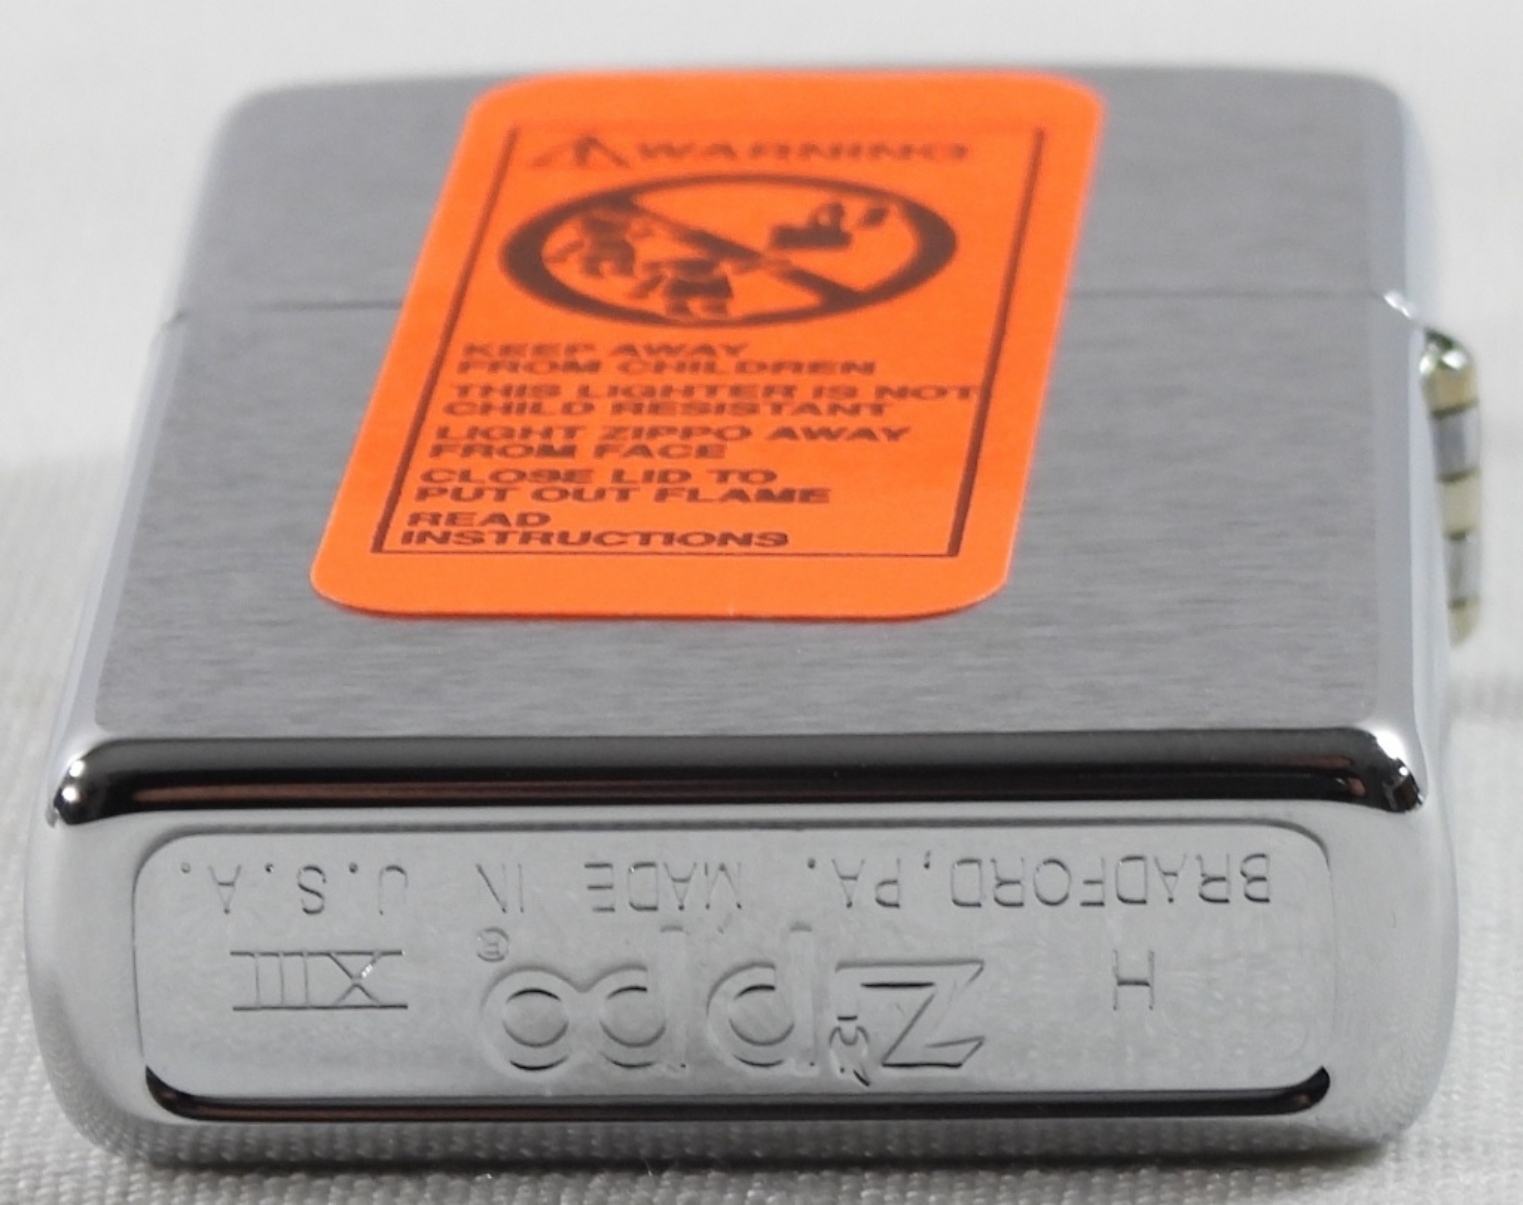 WARNING
KEEP AWAY
FROM CHILDREN
THIS LIGHTER IS NOT
CHILD RESISTANT
LIGHT ZIPPO AWAY
FROM FACE
CLOSE LID TO
PUT OUT FLAME
READ
INSTRUCTIONS
H Zippo ® XIII
BRADFORD,PA. MADE IN U.S.A.